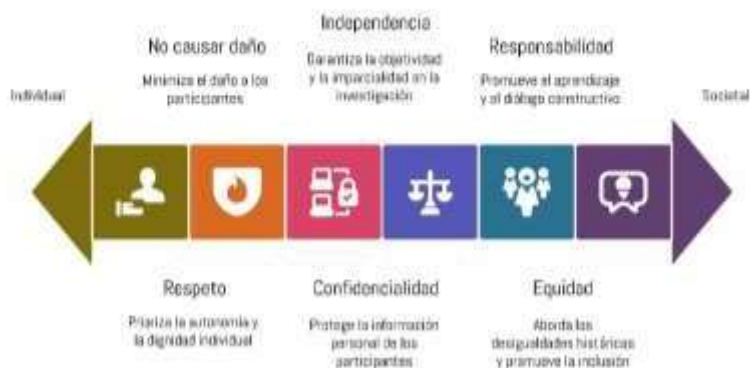 Individual
No causar daño
Minimiza el daño a los
participantes
Independencia
Garantiza la objetividad
y la imparcialidad en la
investigación
Responsabilidad
Promueve el aprendizaje
y el diálogo constructivo
Societal
Respeto
Prioriza la autonomía y
la dignidad individual
Confidencialidad
Protege la información
personal de los
participantes
Equidad
Aborda las
desigualdades históricas
y promueve la inclusión